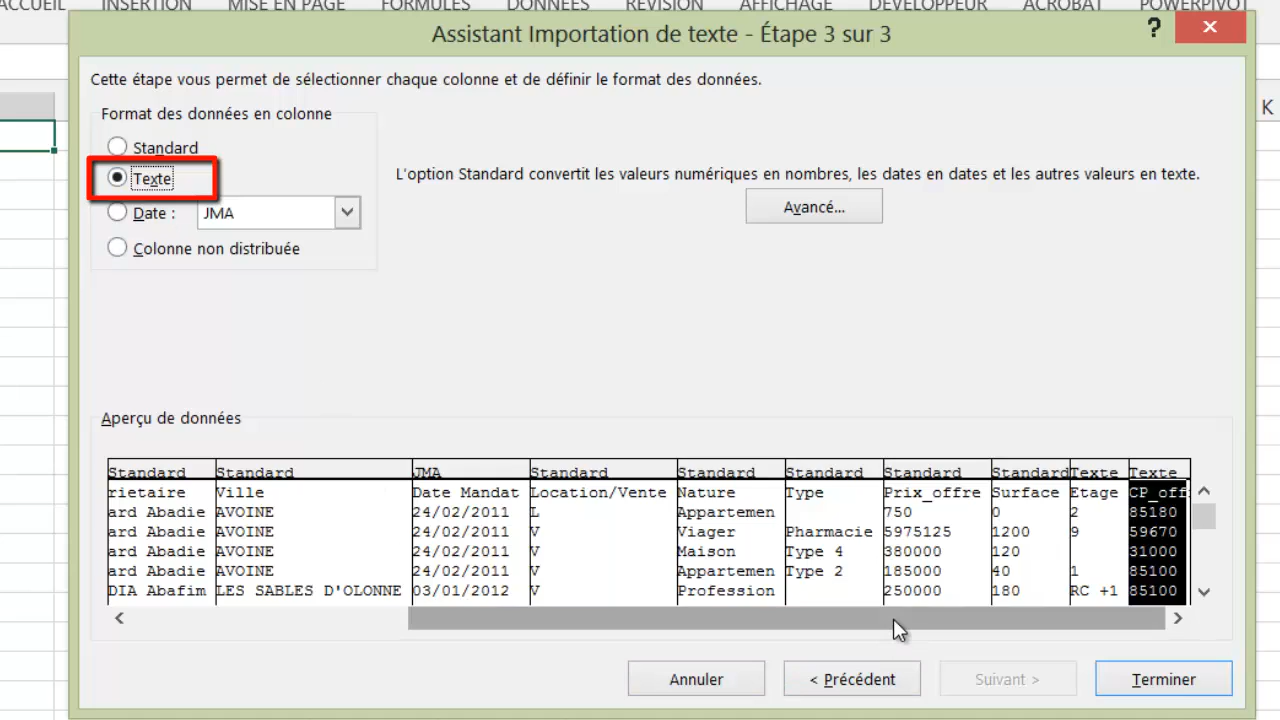 ACCUEIL INSERTION MISE EN PAGE FORMULES DONNÉES RÉVISION AFFICHAGE DÉVELOPPEUR ACROBAT POWERPIVOT
Assistant Importation de texte - Étape 3 sur 3
?
Cette étape vous permet de sélectionner chaque colonne et de définir le format des données.
Format des données en colonne
K
Standard
Texte
L'option Standard convertit les valeurs numériques en nombres, les dates en dates et les autres valeurs en texte.
Date : JMA
Avancé...
Colonne non distribuée
Aperçu de données
Standard Standard JMA Standard Standard Standard Standard Standard Texte Texte
rietaire Ville Date Mandat Location/Vente Nature Type Prix_offre Surface Etage CP_off
ard Abadie AVOINE 24/02/2011 L Appartemen 750 0 2 85180
ard Abadie AVOINE 24/02/2011 V Viager Pharmacie 5975125 1200 9 59670
ard Abadie AVOINE 24/02/2011 V Maison Type 4 380000 120 31000
ard Abadie AVOINE 24/02/2011 V Appartemen Type 2 185000 40 1 85100
DIA Abafim LES SABLES D'OLONNE 03/01/2012 V Profession 250000 180 RC +1 85100
Annuler < Précédent Suivant > Terminer